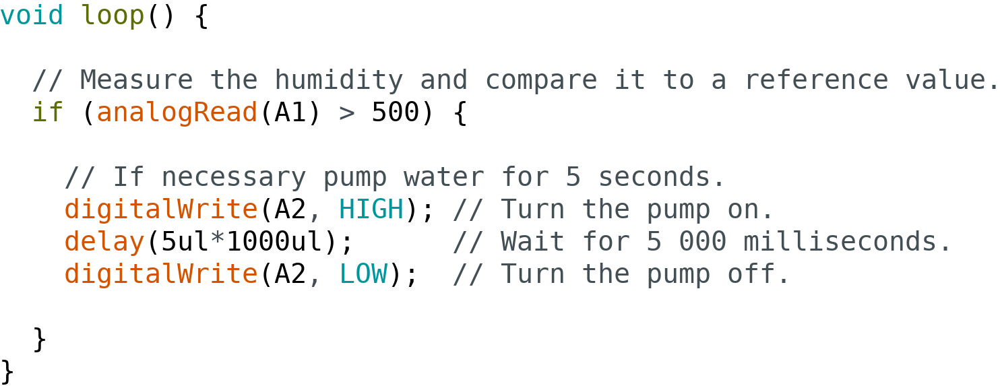 void loop() {
// Measure the humidity and compare it to a reference value.
if (analogRead(A1) > 500) {
// If necessary pump water for 5 seconds.
digitalWrite(A2, HIGH); // Turn the pump on.
delay(5ul*1000ul);      // Wait for 5 000 milliseconds.
digitalWrite(A2, LOW);  // Turn the pump off.
}
}